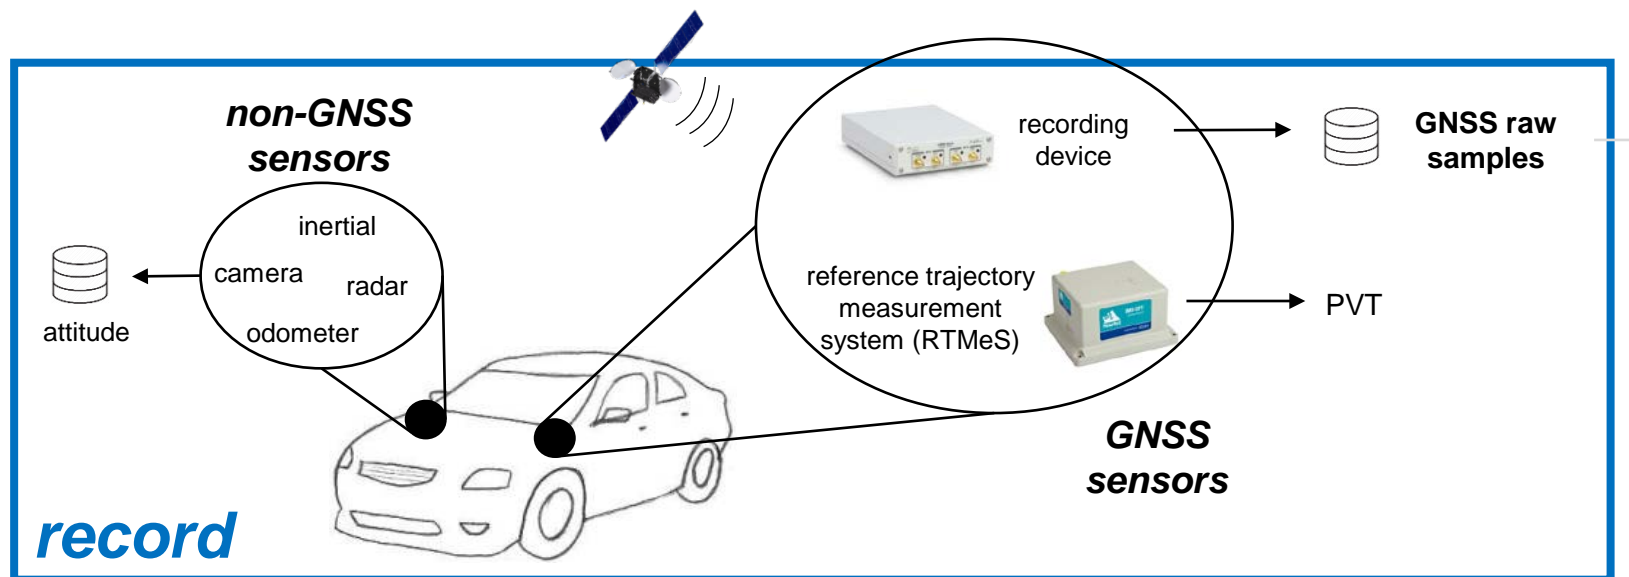 non-GNSS
sensors
inertial
camera
radar
odometer
attitude
recording
device
GNSS raw
samples
reference trajectory
measurement
system (RTMeS)
PVT
GNSS
sensors
record